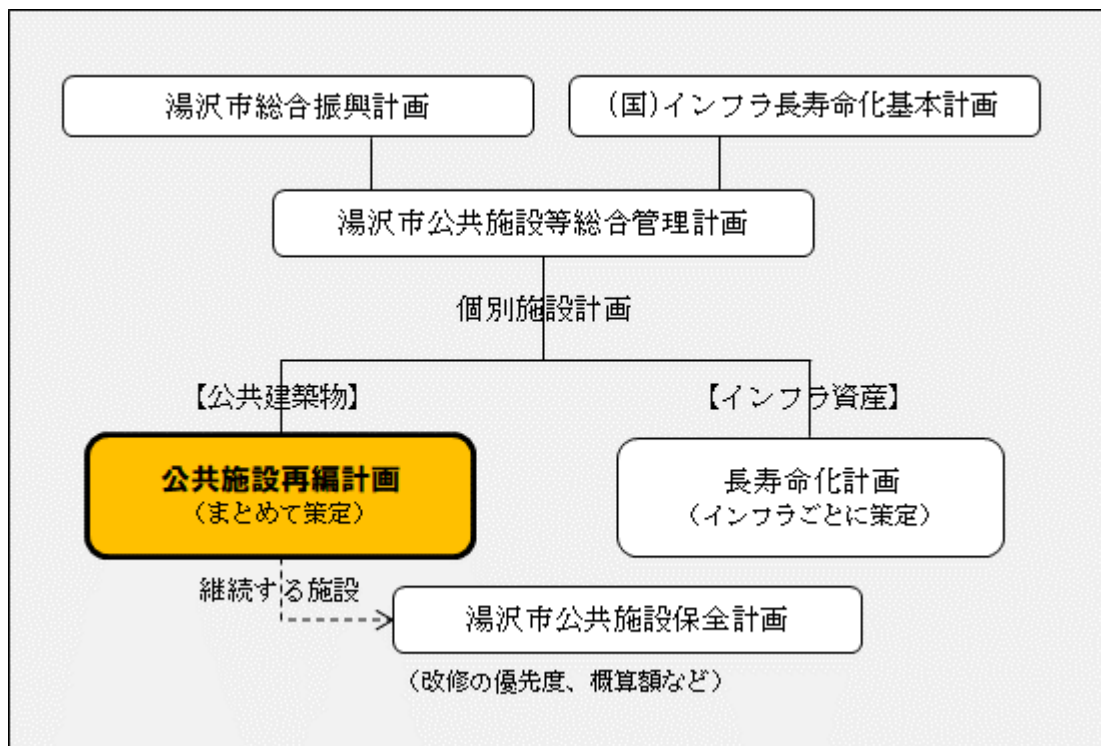 湯沢市総合振興計画
(国)インフラ長寿命化基本計画
湯沢市公共施設等総合管理計画
個別施設計画
【公共建築物】
【インフラ資産】
公共施設再編計画
（まとめて策定）
長寿命化計画
（インフラごとに策定）
継続する施設
湯沢市公共施設保全計画
（改修の優先度、概算額など）